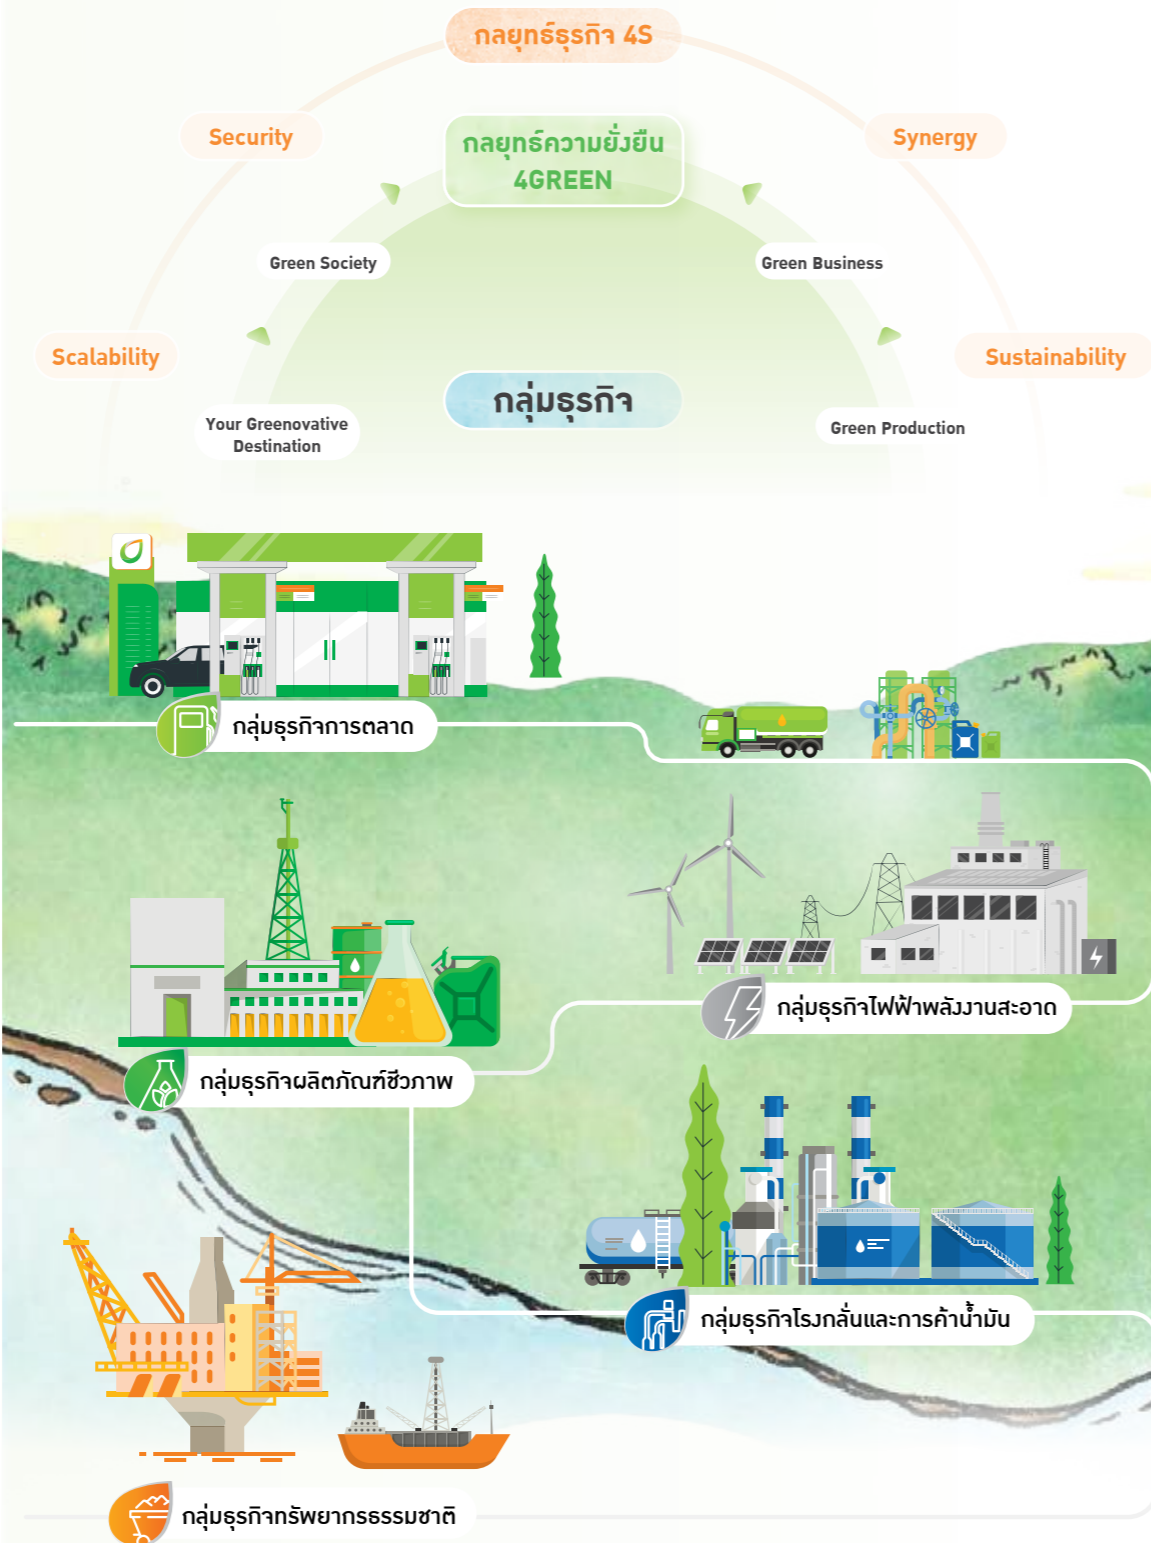 กลยุทธ์ธุรกิจ 4S
Security
Synergy
กลยุทธ์ความยั่งยืน
4GREEN
Green Society
Green Business
Scalability
Sustainability
กลุ่มธุรกิจ
Your Greenovative
Destination
Green Production
กลุ่มธุรกิจการตลาด
กลุ่มธุรกิจไฟฟ้าพลังงานสะอาด
กลุ่มธุรกิจผลิตภัณฑ์ชีวภาพ
กลุ่มธุรกิจโรงกลั่นและการค้าน้ำมัน
กลุ่มธุรกิจทรัพยากรธรรมชาติ